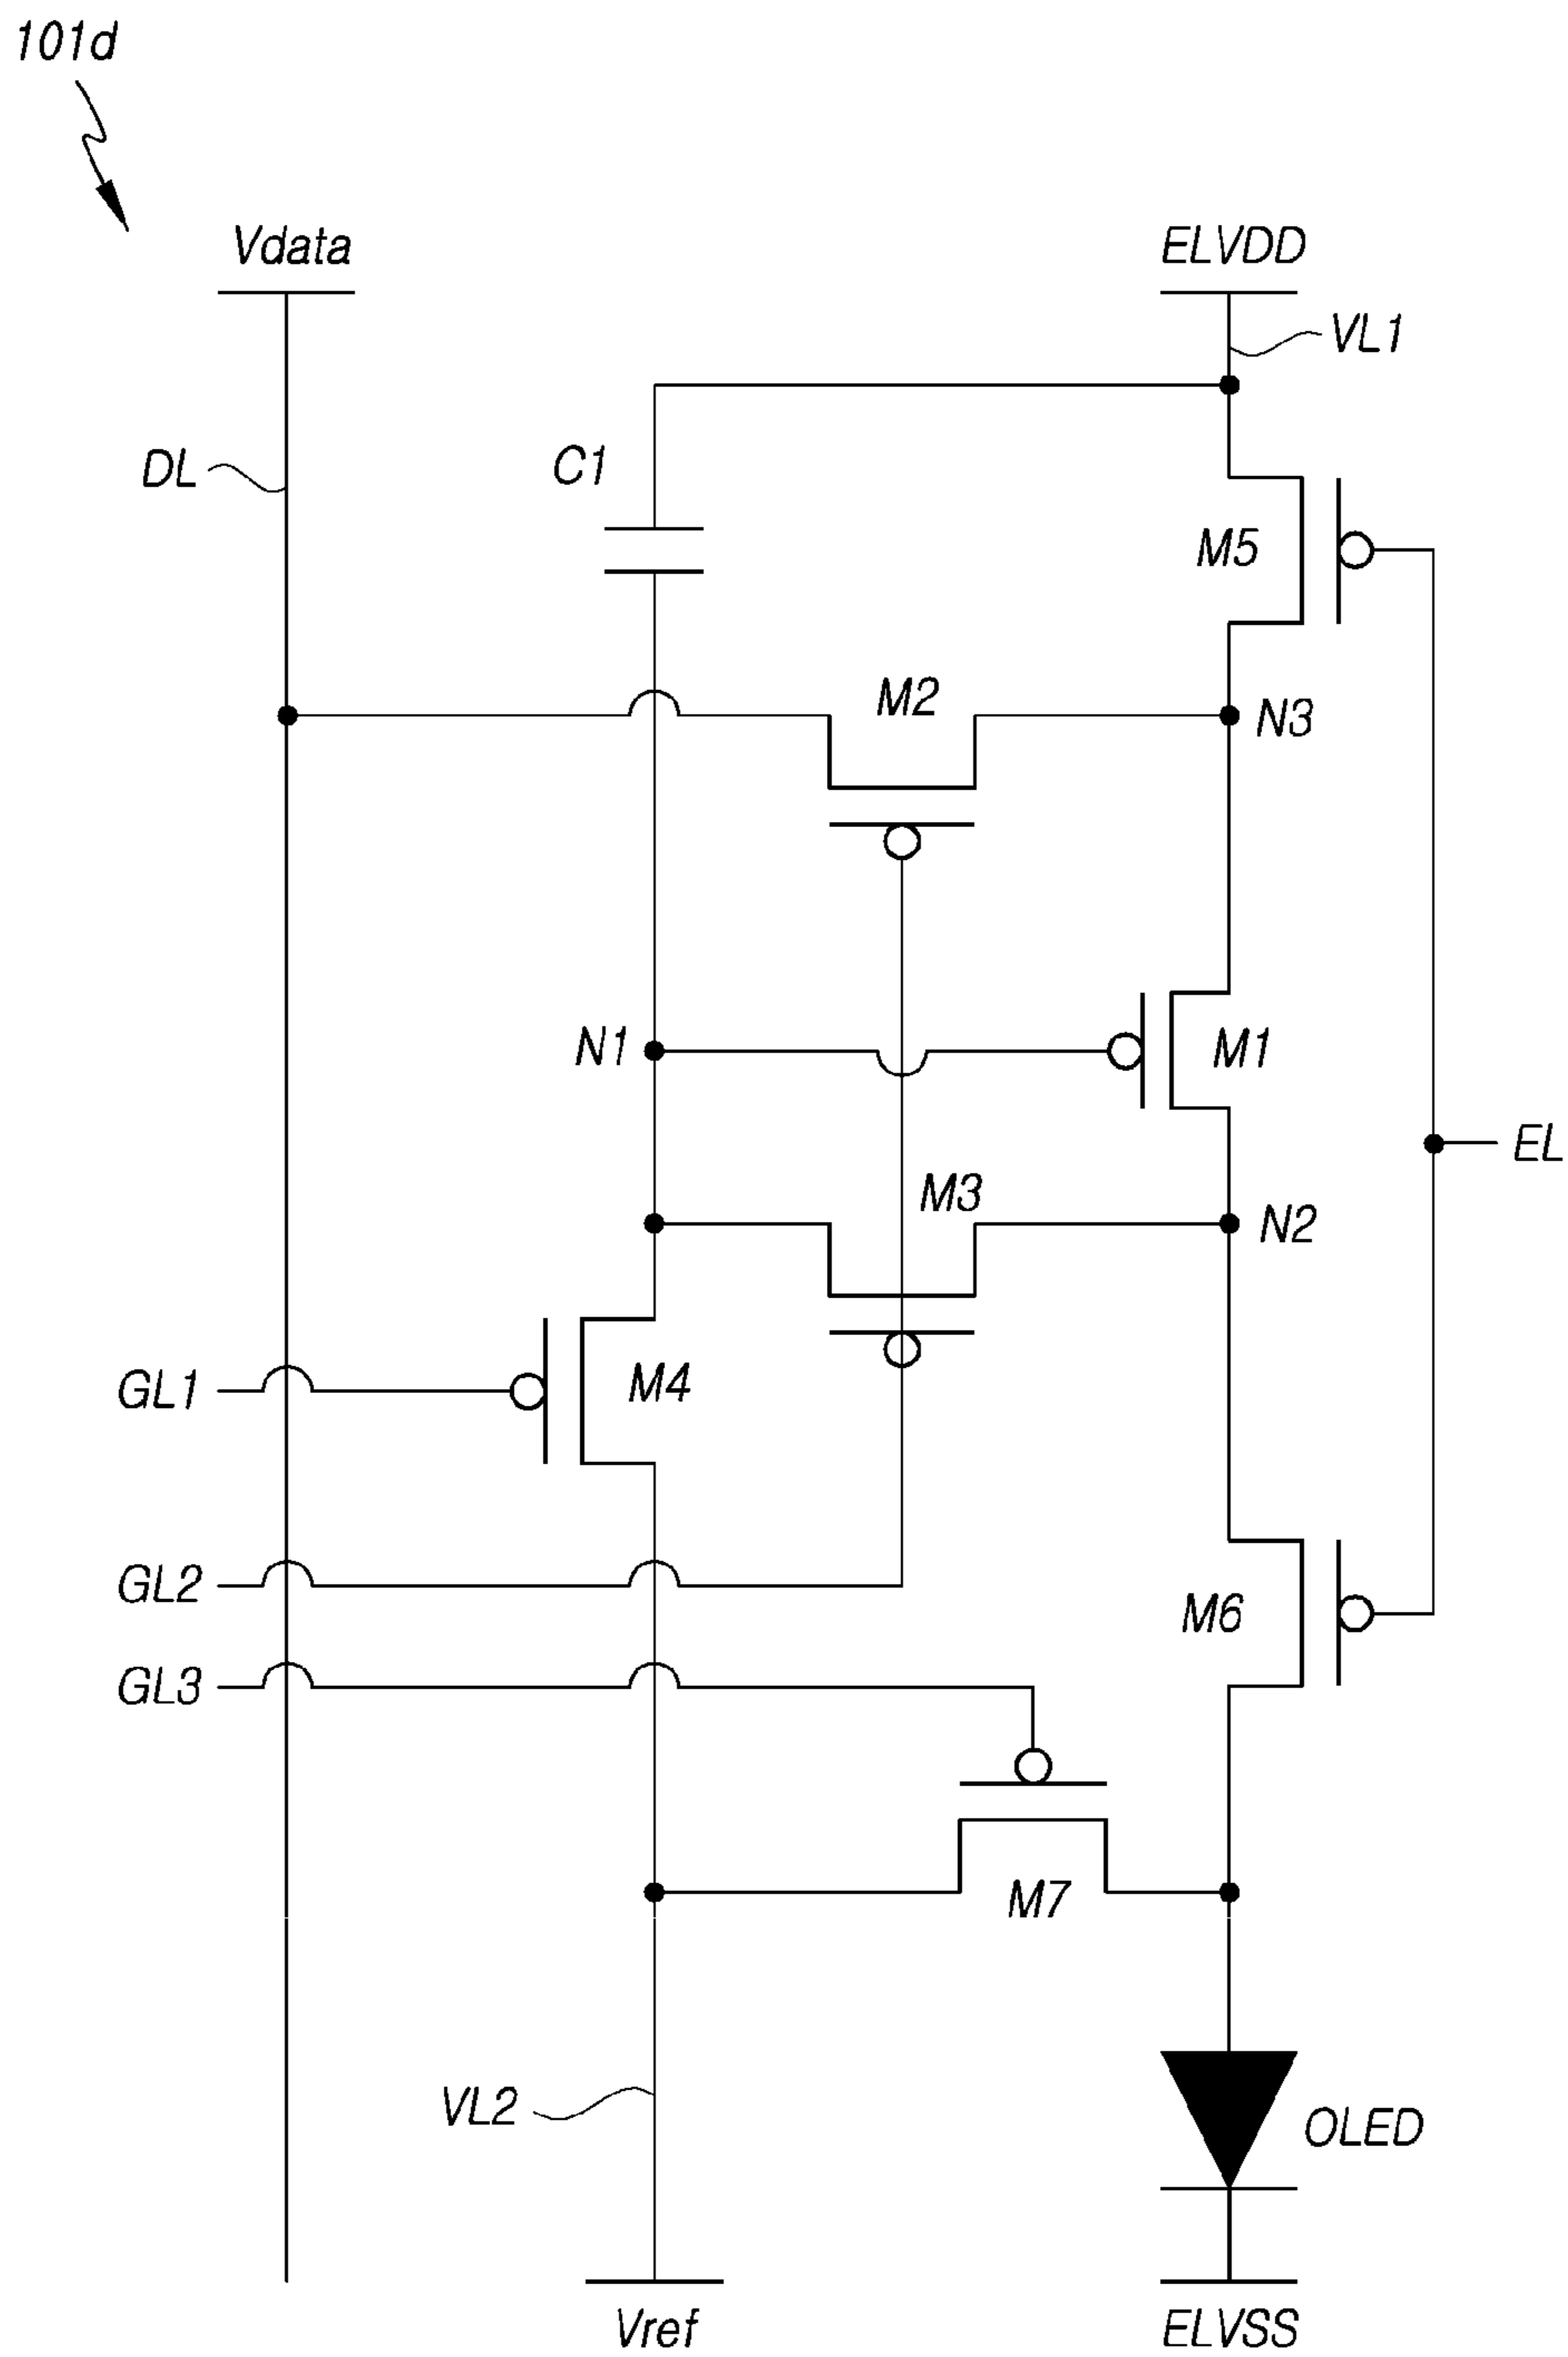 101d
Vdata
ELVDD
VL1
DL
C1
M5
M2
N3
N1
M1
EL
M3
N2
GL1
M4
GL2
M6
GL3
M7
VL2
OLED
Vref
ELVSS